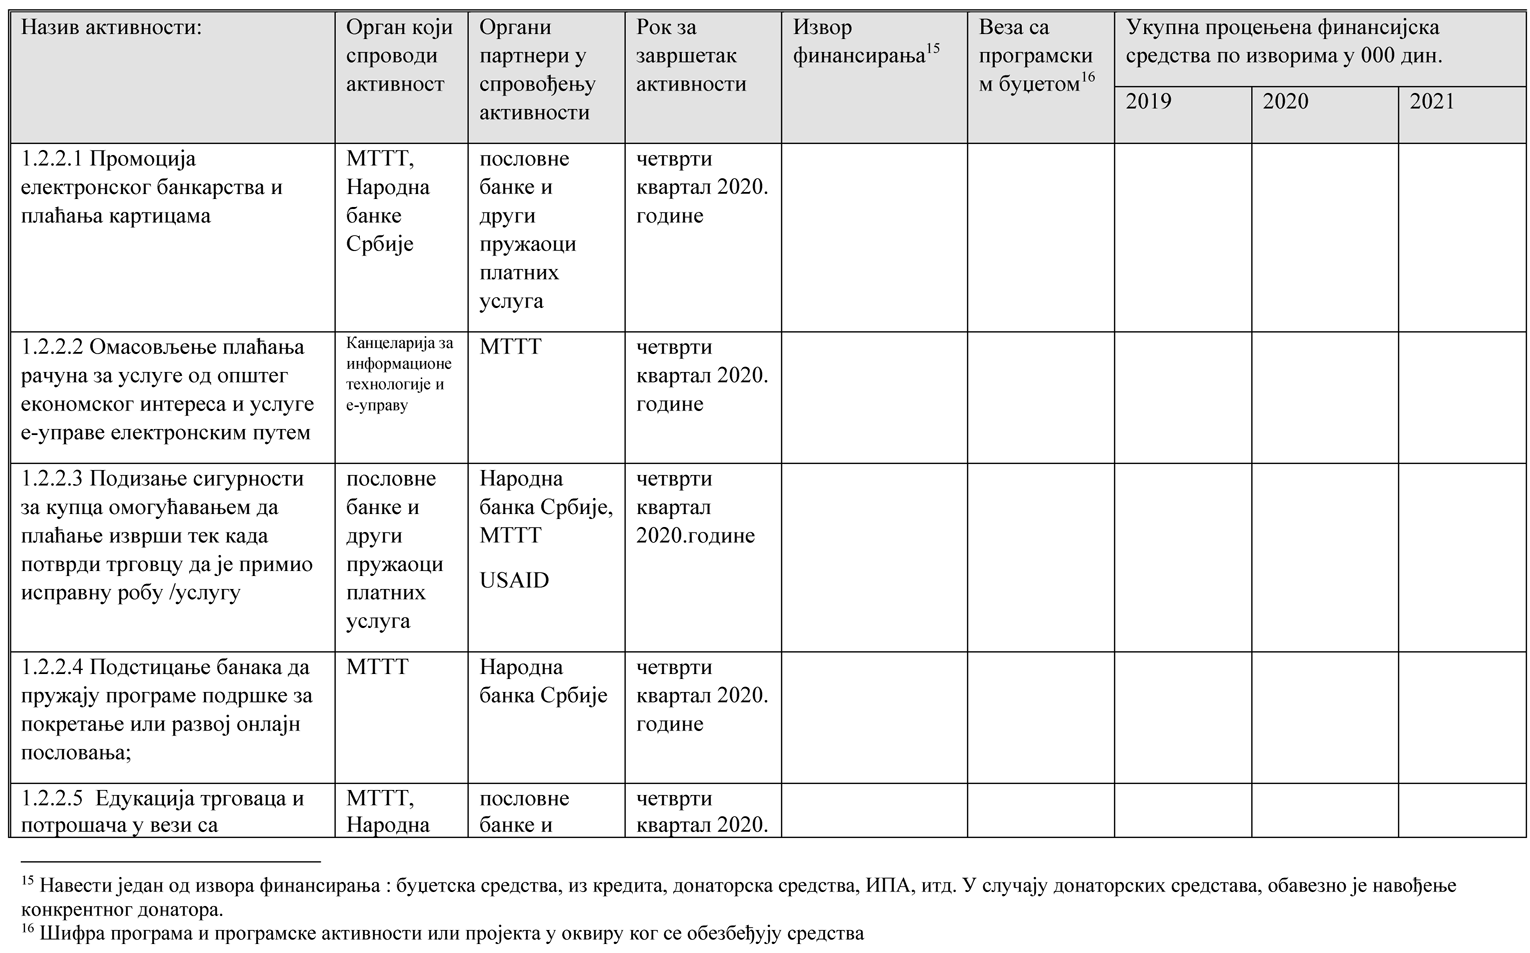 Назив активности:
Орган који
спроводи
активност
Органи
партнери у
спровођењу
активности
Рок за
завршетак
активности
Извор
финансирања15
Веза са
програмски
м буџетом16
Укупна процењена финансијска
средства по изворима у 000 дин.
2019
2020
2021
1.2.2.1 Промоција
електронског банкарства и
плаћања картицама
МТТТ,
Народна
банке
Србије
пословне
банке и
други
пружаоци
платних
услуга
четврти
квартал 2020.
године
1.2.2.2 Омасовљење плаћања
рачуна за услуге од општег
економског интереса и услуге
е-управе електронским путем
Канцеларија за
информационе
технологије и
е-управу
МТТТ
четврти
квартал 2020.
године
1.2.2.3 Подизање сигурности
за купца омогућавањем да
плаћање изврши тек када
потврди трговцу да је примио
исправну робу /услугу
пословне
банке и
други
пружаоци
платних
услуга
Народна
банка Србије,
МТТТ
USAID
четврти
квартал
2020.године
1.2.2.4 Подстицање банака да
пружају програме подршке за
покретање или развој онлајн
пословања;
МТТТ
Народна
банка Србије
четврти
квартал 2020.
године
1.2.2.5 Едукација трговаца и
потрошача у вези са
МТТТ,
Народна
пословне
банке и
четврти
квартал 2020.
15 Навести један од извора финансирања : буџетска средства, из кредита, донаторска средства, ИПА, итд. У случају донаторских средстава, обавезно је навођење
конкрентног донатора.
16 Шифра програма и програмске активности или пројекта у оквиру ког се обезбеђују средства